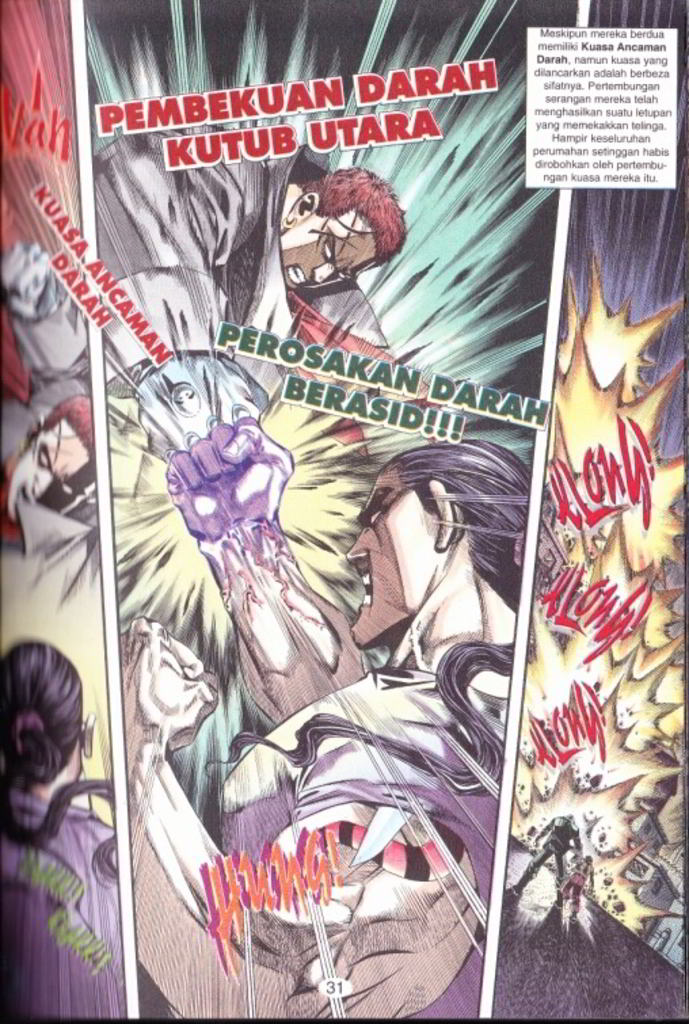 Meskipun mereka berdua
memiliki Kuasa Ancaman
Darah, namun kuasa yang
dilancarkan adalah berbeza
sifatnya. Pertembungan
serangan mereka telah
menghasilkan suatu letupan
yang memekakkan telinga.
Hampir keseluruhan
perumahan setinggan habis
dirobohkan oleh pertembu-
ngan kuasa mereka itu.
PEMBEKUAN DARAH
KUTUB UTARA
KUASA ANCAMAN
DARAH
PEROSAKAN DARAH
BERASID!!!
31